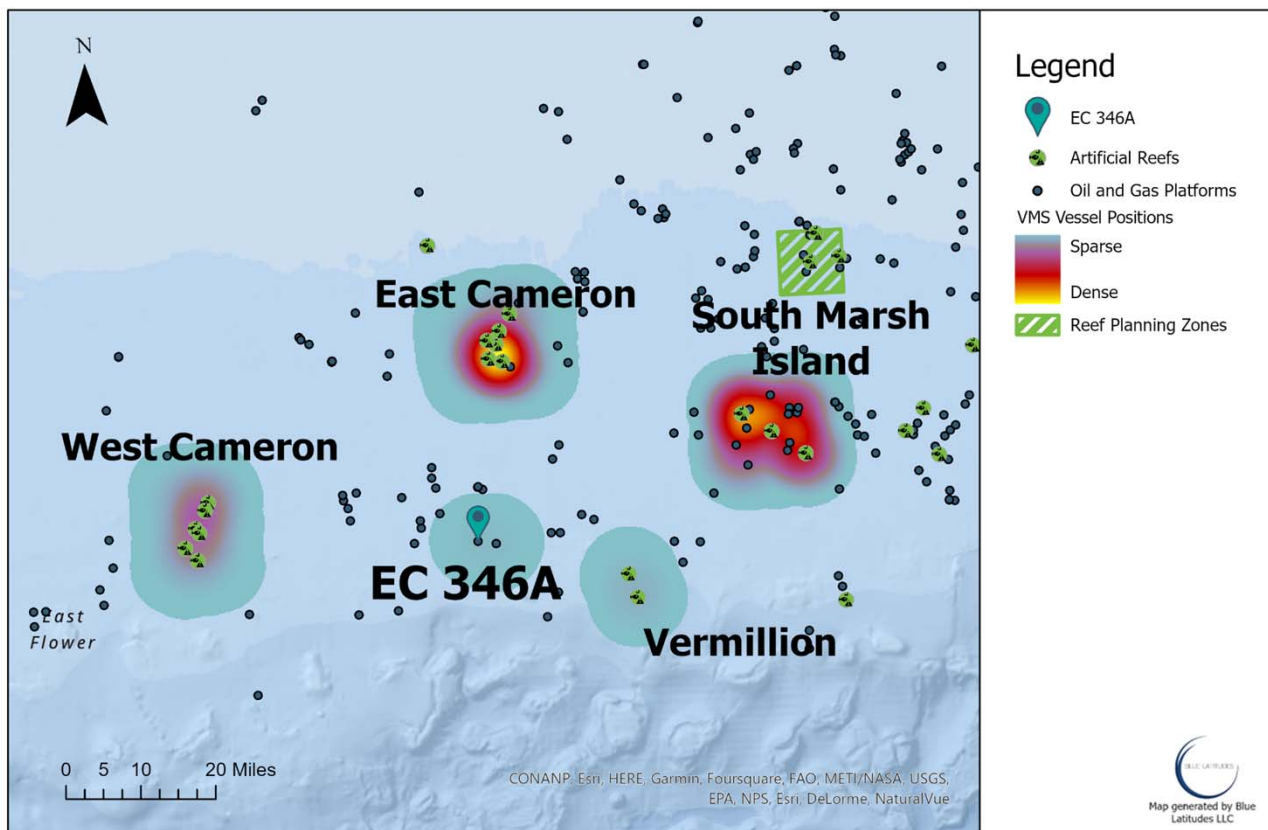 N
East Cameron
South Marsh
Island
West Cameron
EC 346A
East
Flower
Vermillion
0 5 10 20 Miles
CONANP, Esri, HERE, Garmin, Foursquare, FAO, METI/NASA, USGS,
EPA, NPS, Esri, DeLorme, NaturalVue
Legend
EC 346A
Artificial Reefs
Oil and Gas Platforms
VMS Vessel Positions
Sparse
Dense
Reef Planning Zones
BLUE LATITUDES
Map generated by Blue
Latitudes LLC